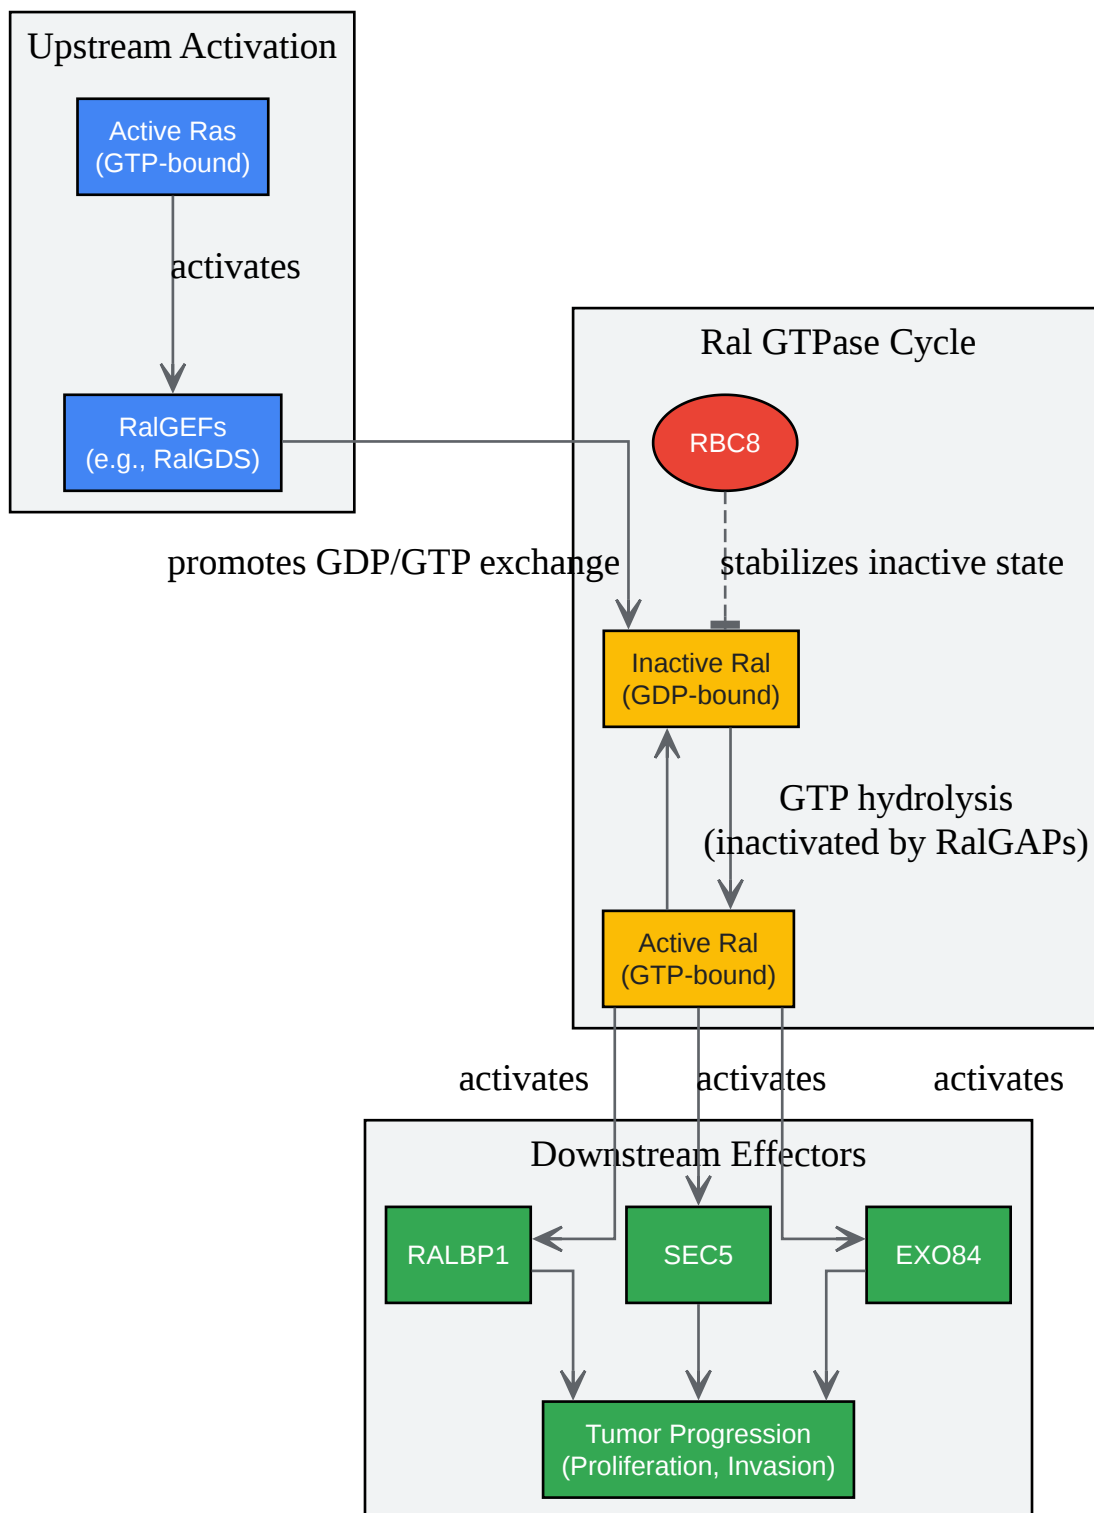 Upstream Activation
Active Ras
(GTP-bound)
activates
RalGEFs
(e.g., RalGDS)
promotes GDP/GTP exchange
Ral GTPase Cycle
RBC8
stabilizes inactive state
Inactive Ral
(GDP-bound)
GTP hydrolysis
(inactivated by RalGAPs)
Active Ral
(GTP-bound)
activates
activates
activates
Downstream Effectors
RALBP1
SEC5
EXO84
Tumor Progression
(Proliferation, Invasion)